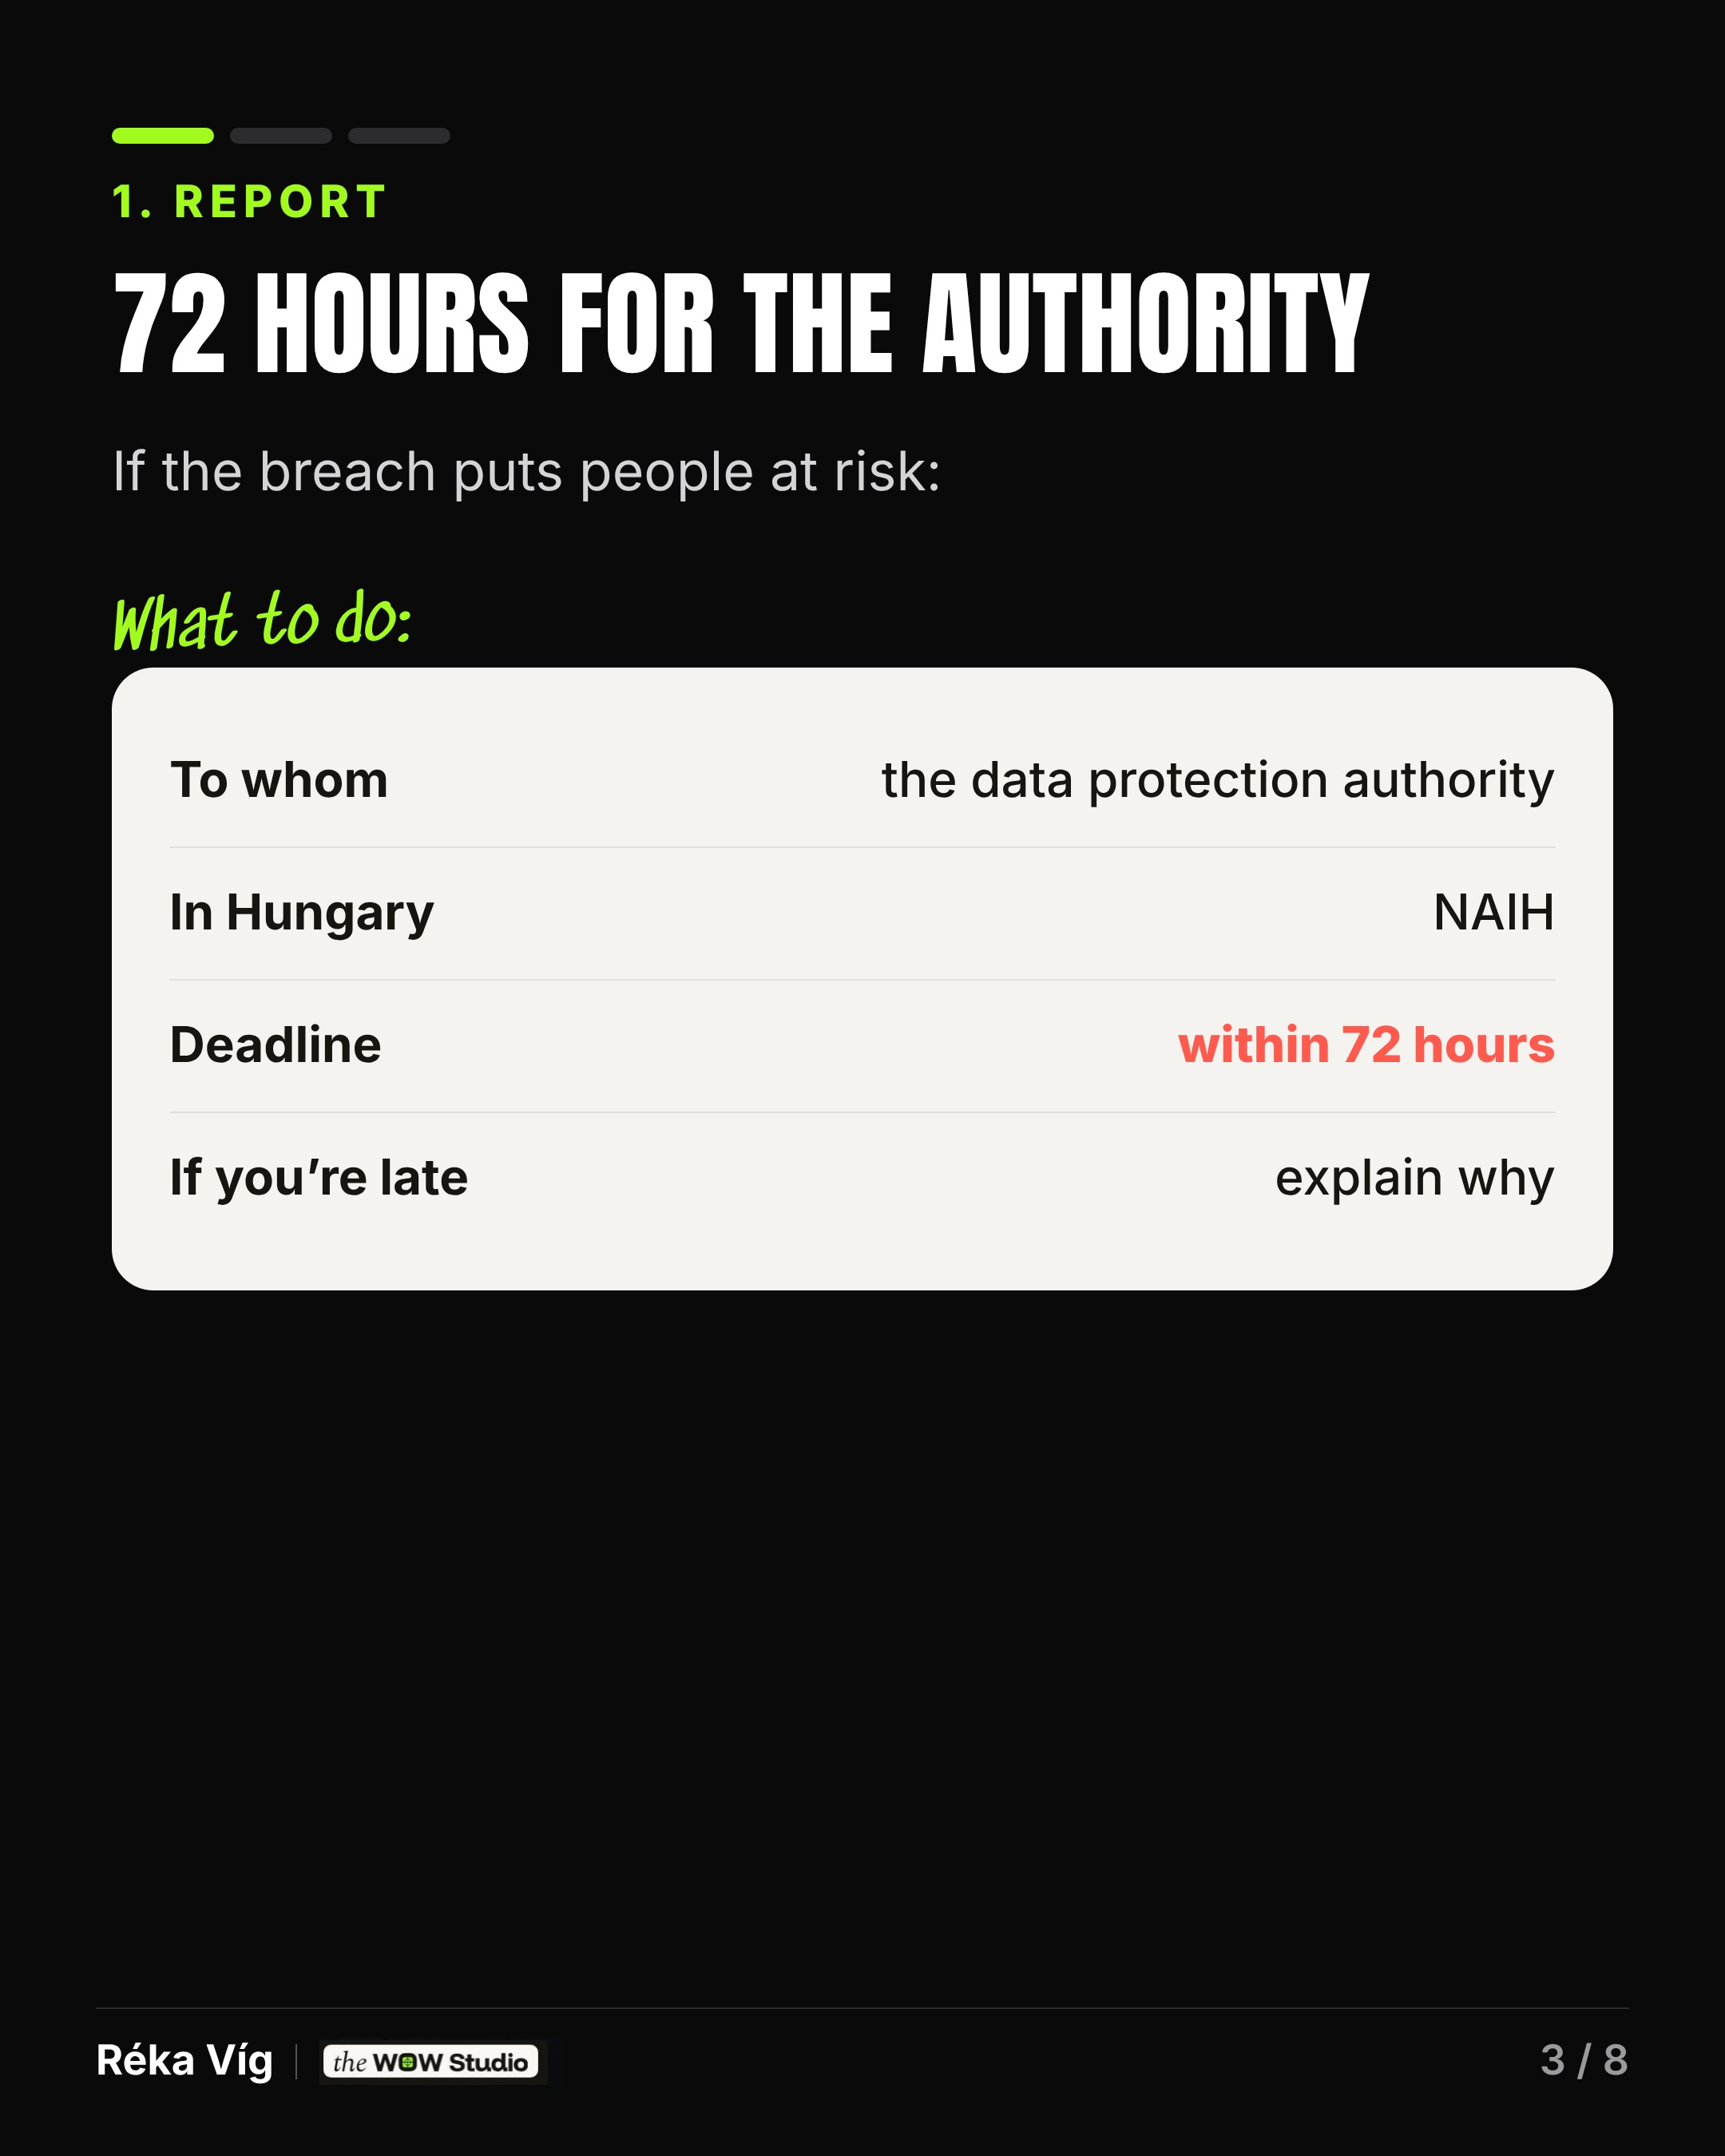 1. REPORT
72 HOURS FOR THE AUTHORITY
If the breach puts people at risk:
What to do:
To whom the data protection authority
In Hungary NAIH
Deadline within 72 hours
If you’re late explain why
Réka Víg the WOW Studio 3 / 8